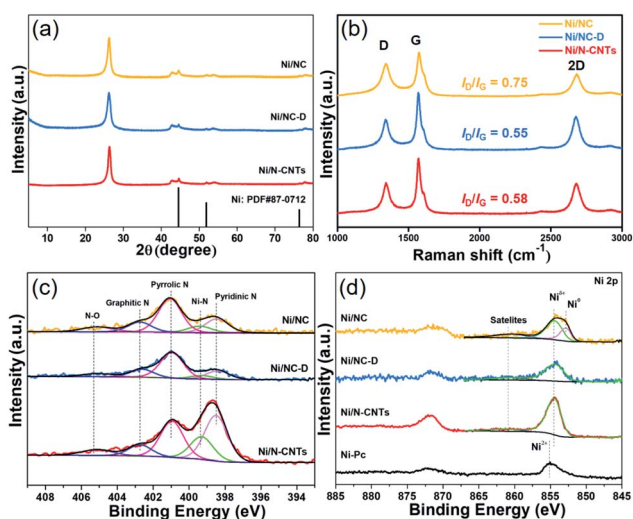 (a)
Ni/NC
Ni/NC-D
Ni/N-CNTs
Ni: PDF#87-0712
10 20 30 40 50 60 70 80
2θ(degree)
Intensity(a.u.)
(b)
Ni/NC
Ni/NC-D
Ni/N-CNTs
D
G
2D
ID/IG = 0.75
ID/IG = 0.55
ID/IG = 0.58
1000 1500 2000 2500 3000
Raman shift (cm-1)
Intensity(a.u.)
(c)
N-O
Graphitic N
Pyrrolic N
Ni-N
Pyridinic N
Ni/NC
Ni/NC-D
Ni/N-CNTs
408 406 404 402 400 398 396 394
Binding Energy (eV)
Intensity (a.u.)
(d)
Ni 2p
Satelites
Niδ+
Ni0
Ni/NC
Ni/NC-D
Ni/N-CNTs
Ni-Pc
Ni2+
885 880 875 870 865 860 855 850 845
Binding Energy (eV)
Intensity (a.u.)